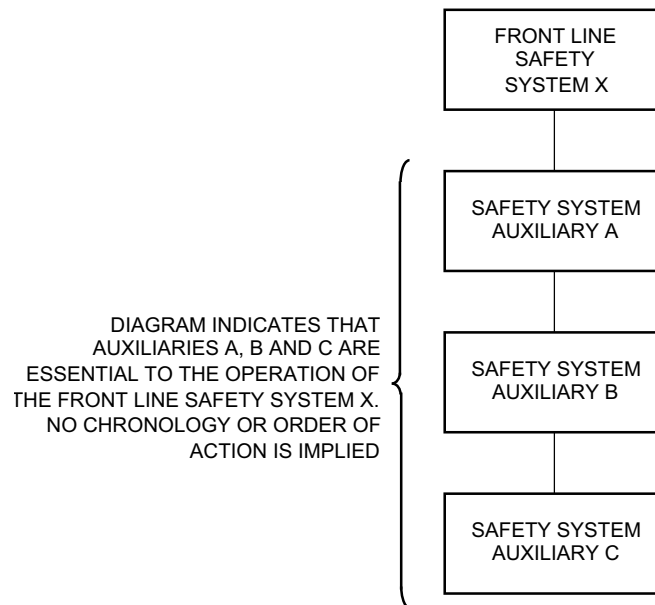 FRONT LINE
SAFETY
SYSTEM X
SAFETY SYSTEM
AUXILIARY A
DIAGRAM INDICATES THAT
AUXILIARIES A, B AND C ARE
ESSENTIAL TO THE OPERATION OF
THE FRONT LINE SAFETY SYSTEM X.
NO CHRONOLOGY OR ORDER OF
ACTION IS IMPLIED
SAFETY SYSTEM
AUXILIARY B
SAFETY SYSTEM
AUXILIARY C